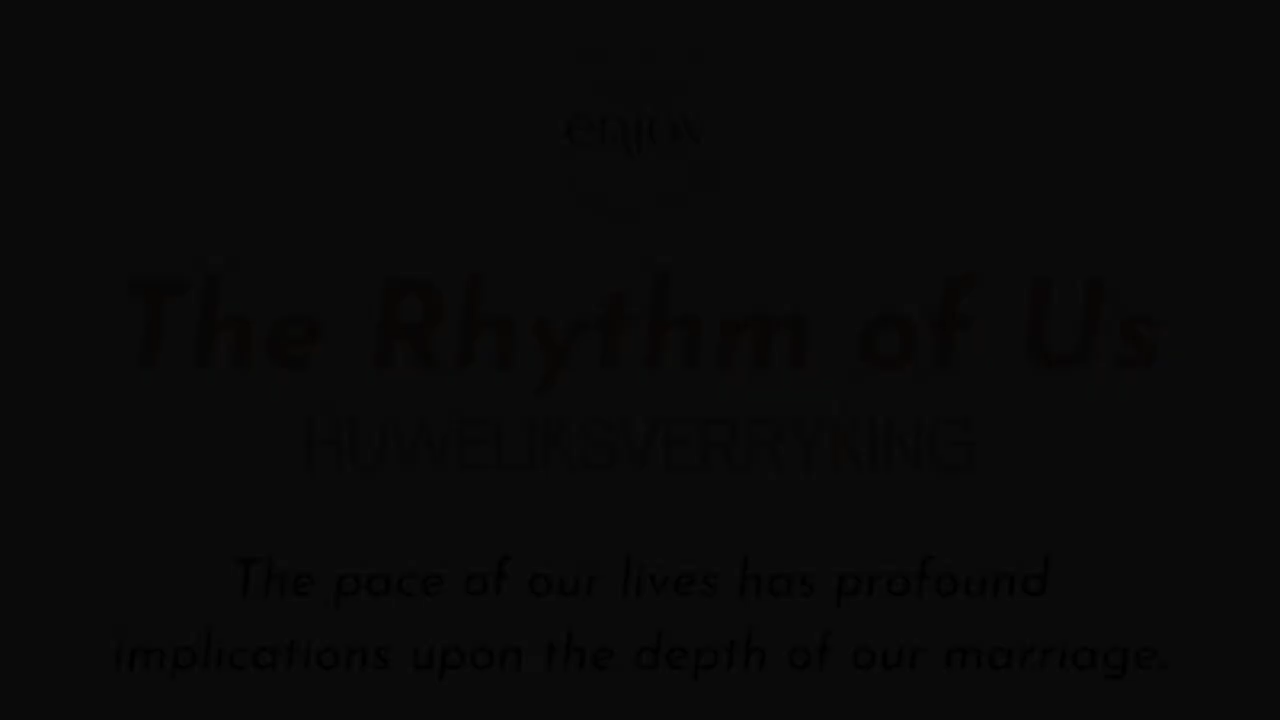 enjoy
The Rhythm of Us
HUWELIKSVERRYKING
The pace of our lives has profound
implications upon the depth of our marriage.